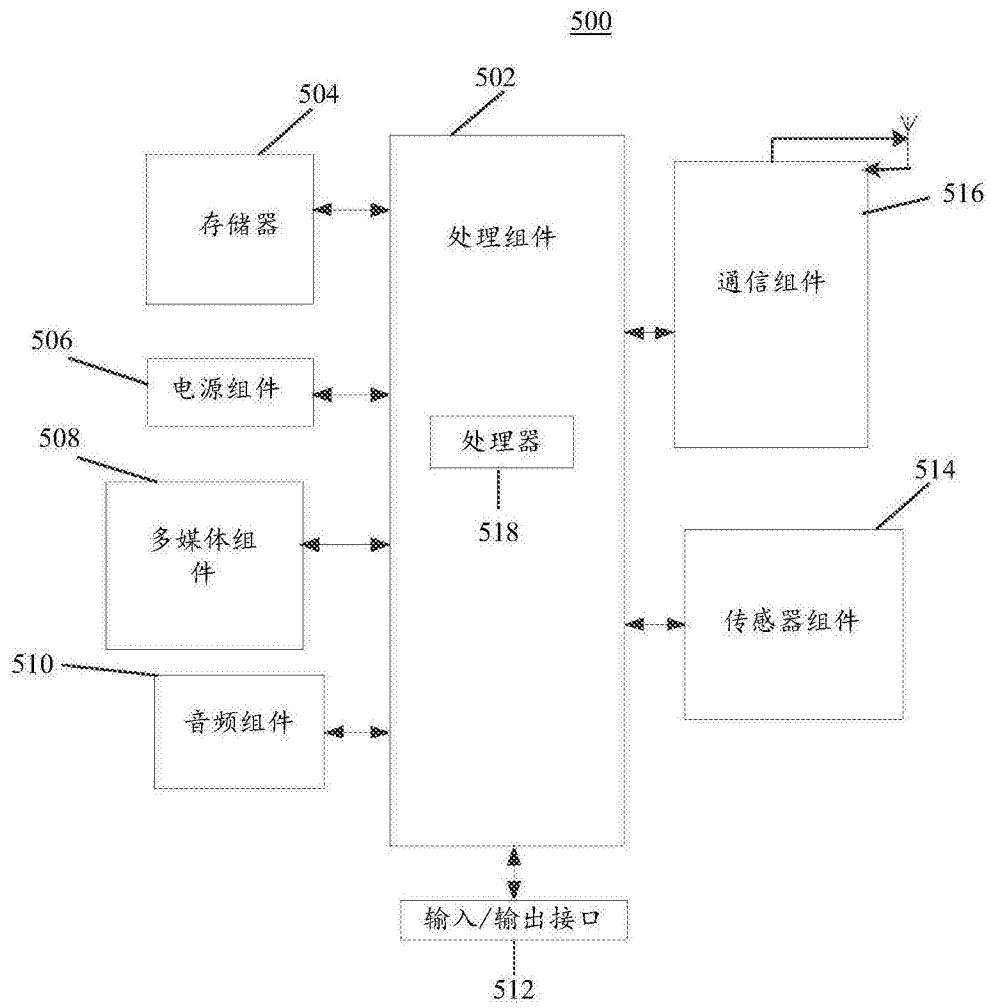 500
504
502
516
存储器
处理组件
通信组件
506
电源组件
508
处理器
518
514
多媒体组
件
传感器组件
510
音频组件
输入/输出接口
512